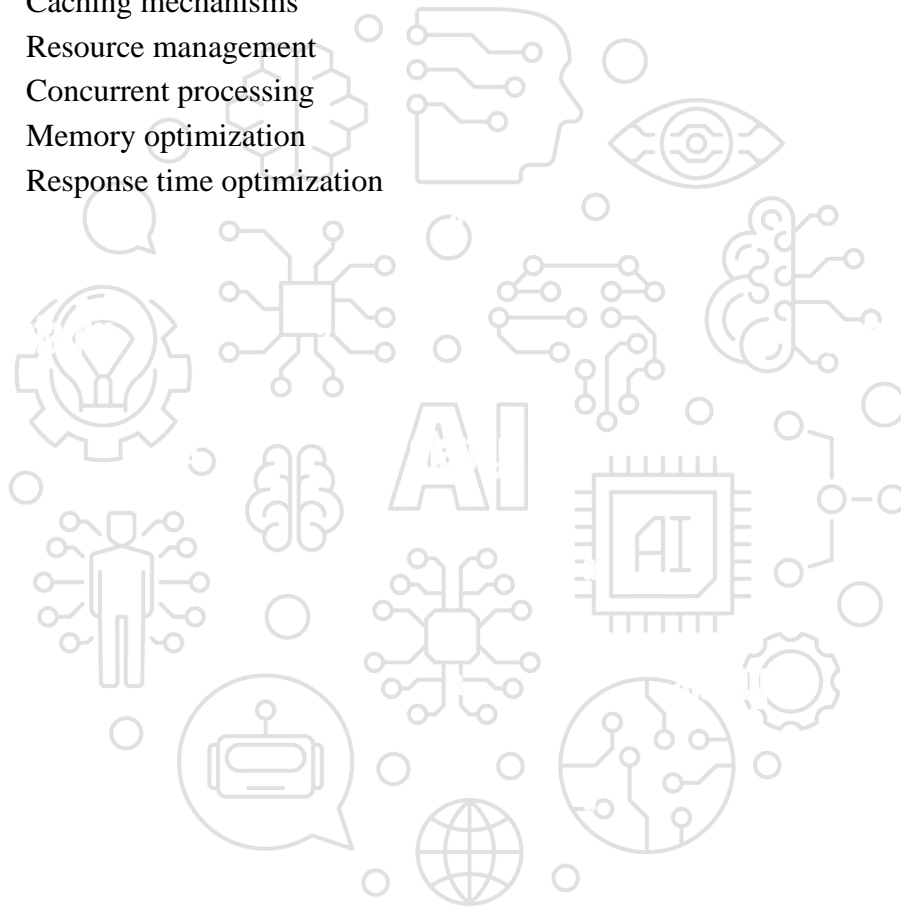 Caching mechanisms
Resource management
Concurrent processing
Memory optimization
Response time optimization
AI
AI